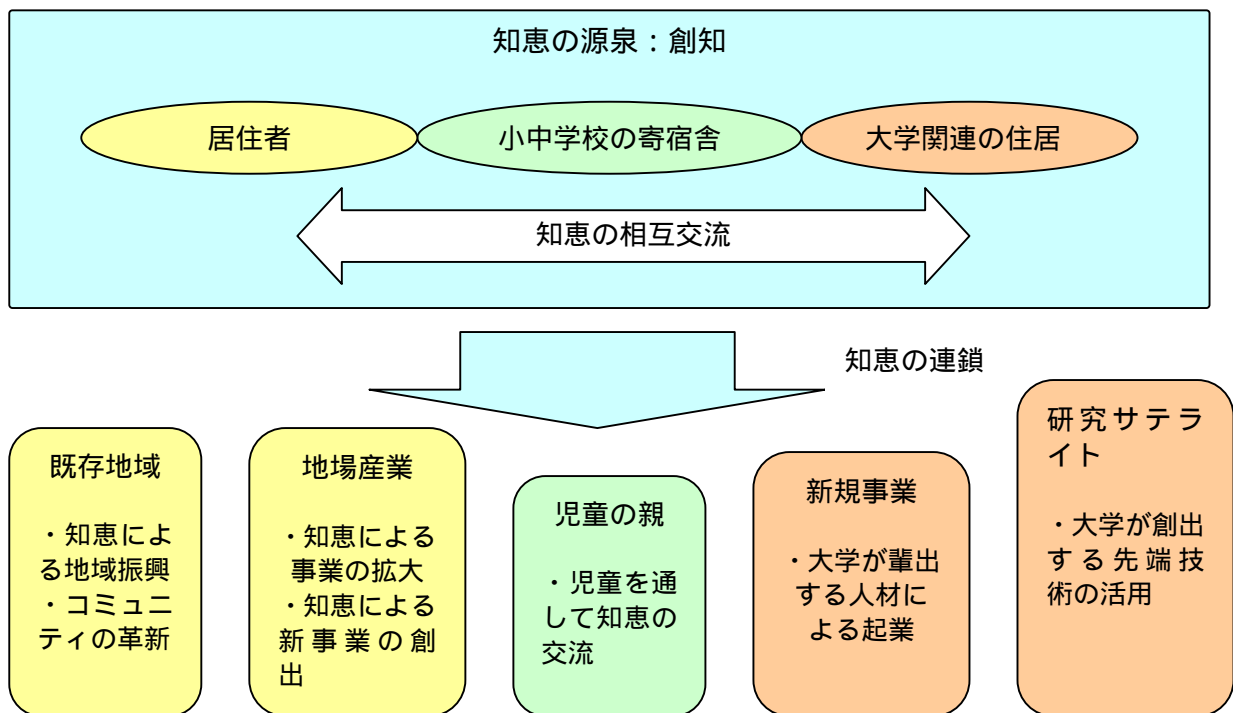 知恵の源泉：創知
居住者
小中学校の寄宿舎
大学関連の住居
知恵の相互交流
知恵の連鎖
既存地域
・知恵によ
る地域振興
・コミュニ
ティの革新
地場産業
・知恵による
事業の拡大
・知恵による
新事業の創
出
児童の親
・児童を通
して知恵の
交流
新規事業
・大学が輩出
する人材に
よる起業
研究サテラ
イト
・大学が創出
する先端技
術の活用